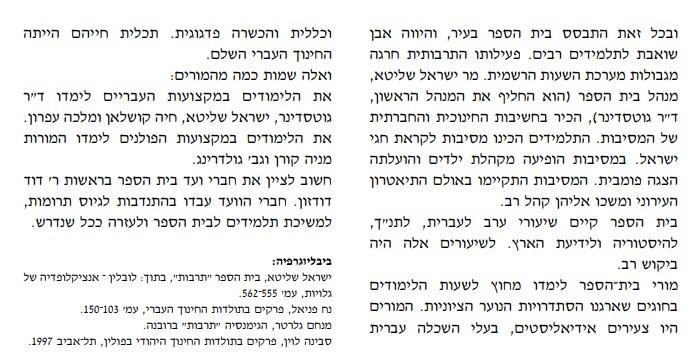 ובכל זאת התבסס בית הספר בעיר, והיווה אבן
שואבת לתלמידים רבים. פעילותו התרבותית חרגה
מגבולות מערכת השעות הרשמית. מר ישראל שליטא,
מנהל בית הספר (הוא החליף את המנהל הראשון,
ד״ר גוטסדינר), הכיר בחשיבות החינוכית והחברתית
של המסיבות. התלמידים הכינו מסיבות לקראת חגי
ישראל. במסיבות הופיעה מקהלת ילדים והועלתה
הצגה פומבית. המסיבות התקיימו באולם התיאטרון
העירוני ומשכו אליהן קהל רב.
בית הספר קיים שיעורי ערב לעברית, לתנ״ך,
להיסטוריה ולידיעת הארץ. לשיעורים אלה היה
ביקוש רב.
מורי בית־הספר לימדו מחוץ לשעות הלימודים
בחוגים שארגנו הסתדרויות הנוער הציוניות. המורים
היו צעירים אידיאליסטים, בעלי השכלה עברית
וכללית והכשרה פדגוגית. תכלית חייהם הייתה
החינוך העברי השלם.
ואלה שמות כמה מהמורים:
את הלימודים במקצועות העבריים לימדו ד״ר
גוטסדינר, ישראל שליטא, חיה קושלאן ומלכה עפרון.
את הלימודים במקצועות הפולנים לימדו המורות
מניה קורן וגב׳ גולדרינג.
חשוב לציין את חברי ועד בית הספר בראשות ר׳ דוד
דודזון. חברי הוועד עבדו בהתנדבות לגיוס תרומות,
למשיכת תלמידים לבית הספר ולעזרה ככל שנדרש.
ביבליוגרפיה:
ישראל שליטא, בית הספר ״תרבות״, בתוך: לובלין - אנציקלופדיה של
גלויות, עמ׳ 555־562.
נח פניאל, פרקים בתולדות החינוך העברי, עמ׳ 103־150.
מנחם גלרטר, הגימנסיה ״תרבות״ ברובנה.
סבינה לוין, פרקים בתולדות החינוך היהודי בפולין, תל־אביב 1997.